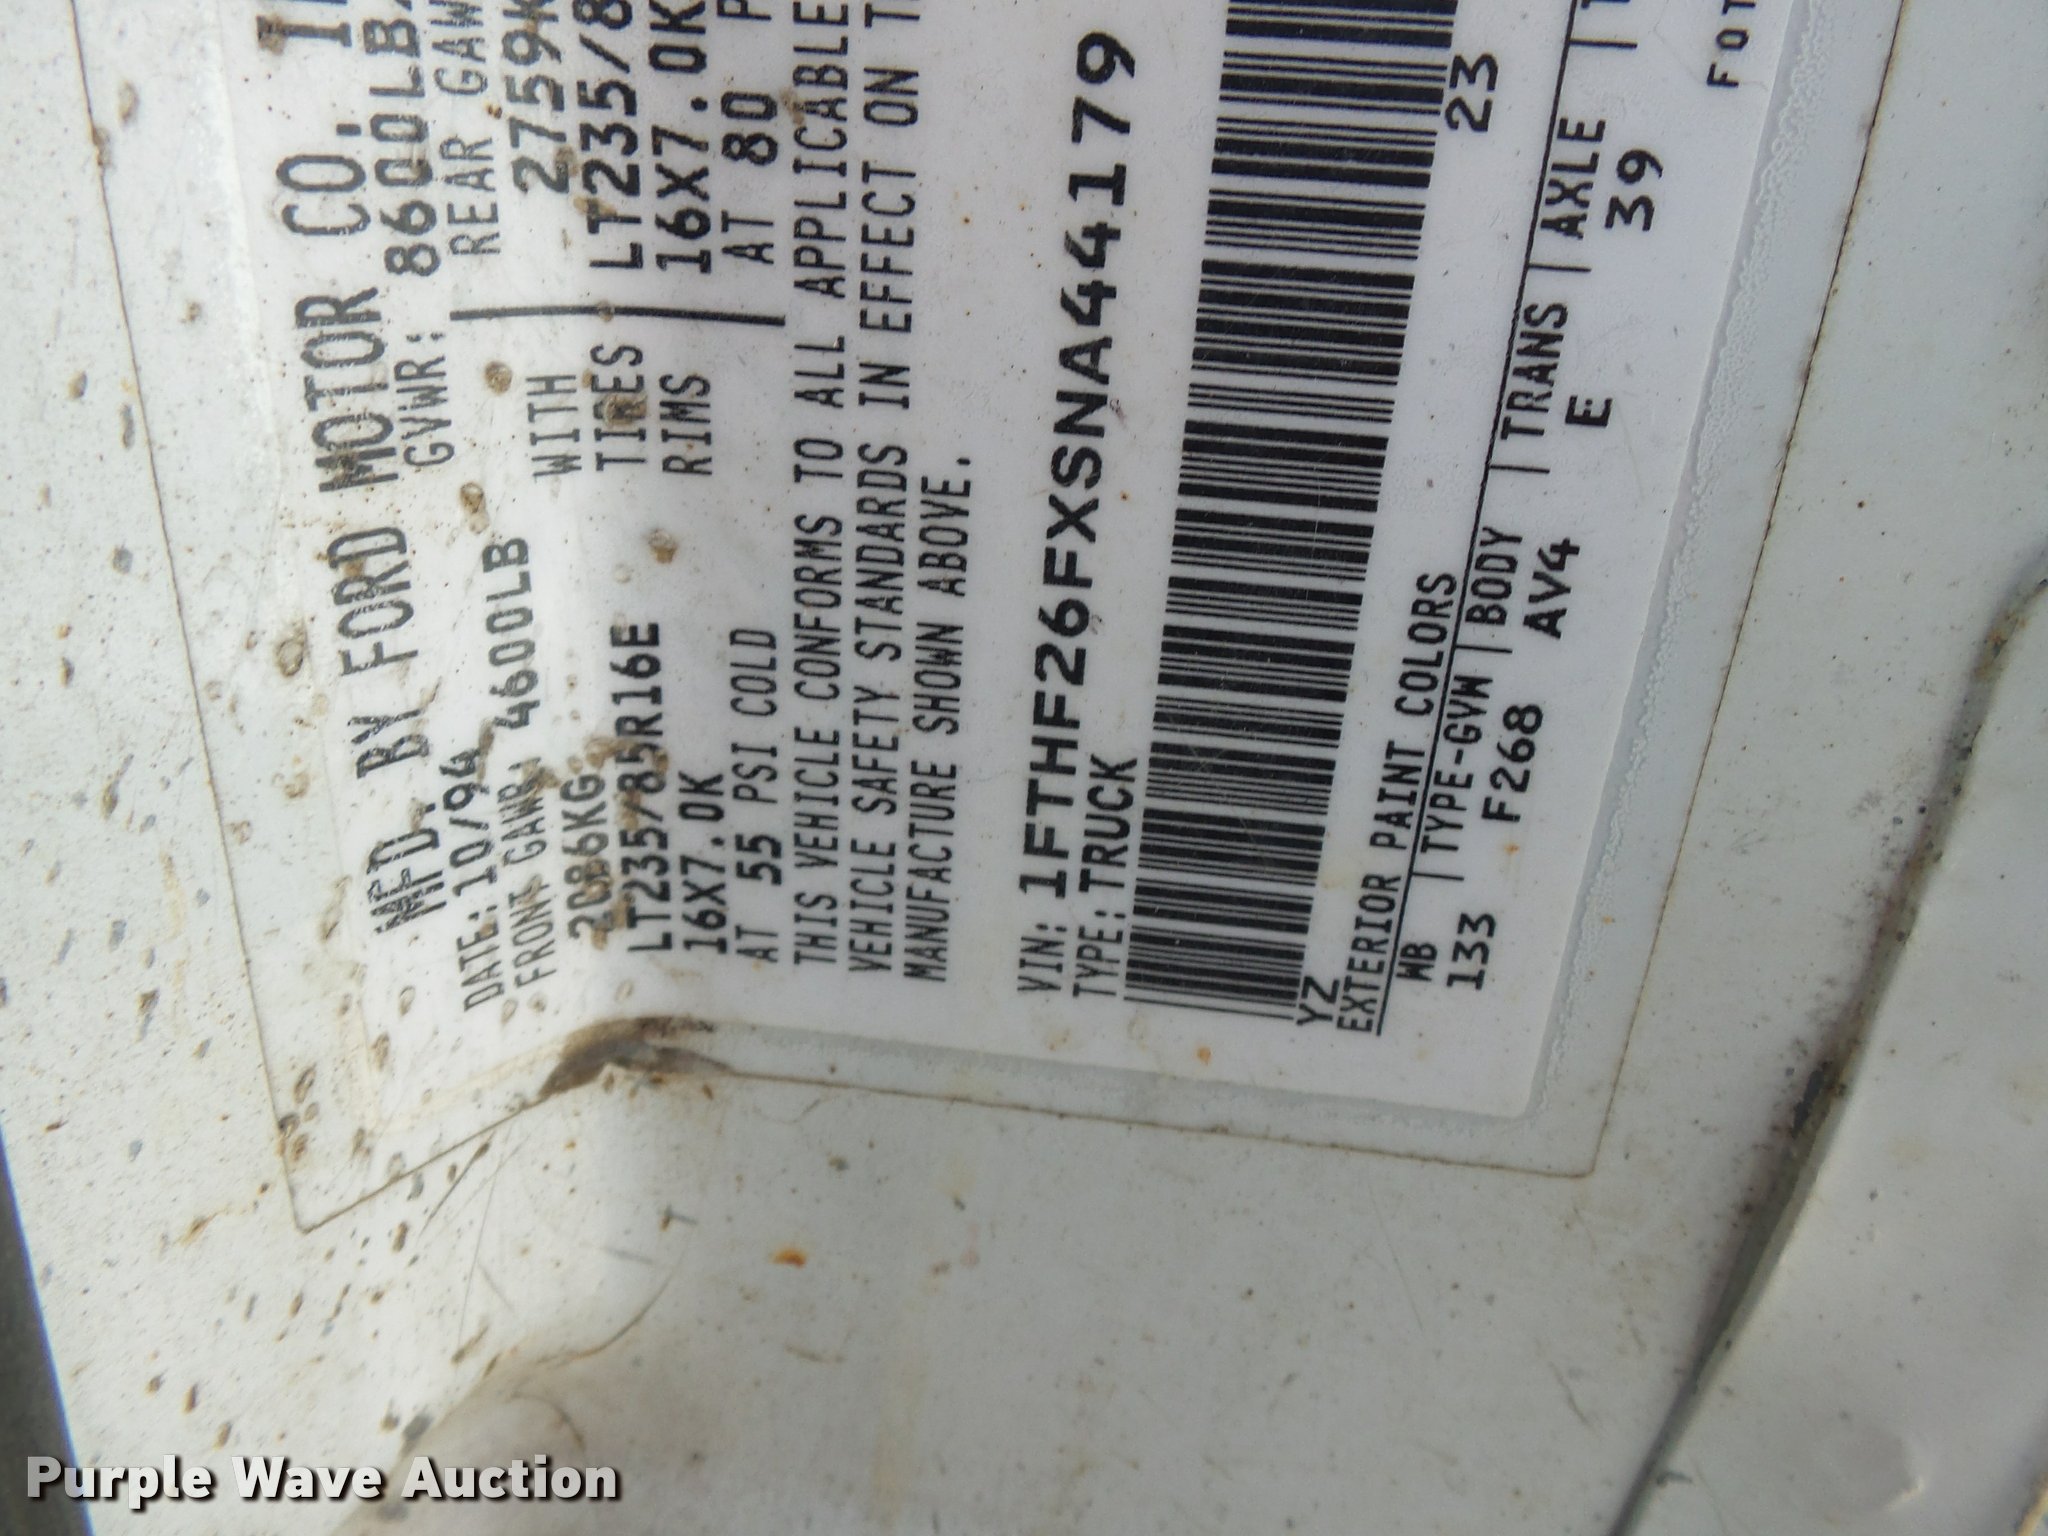 MFD. BY FORD MOTOR CO.
DATE: 10/94 GVWR: 8600LB
FRONT GAWR: 4600LB REAR GAW
2086KG WITH 2759K
LT235/85R16E TIRES LT235/8
16X7.0K RIMS 16X7.0K
AT 55 PSI COLD AT 80 P
THIS VEHICLE CONFORMS TO ALL APPLICABLE
VEHICLE SAFETY STANDARDS IN EFFECT ON T
MANUFACTURE SHOWN ABOVE.
VIN: 1FTHF26FXSNA44179
TYPE: TRUCK
YZ 23
EXTERIOR PAINT COLORS
WB | TYPE-GVW | BODY | TRANS | AXLE |
133 F268 AV4 E 39
F0T
Purple Wave Auction